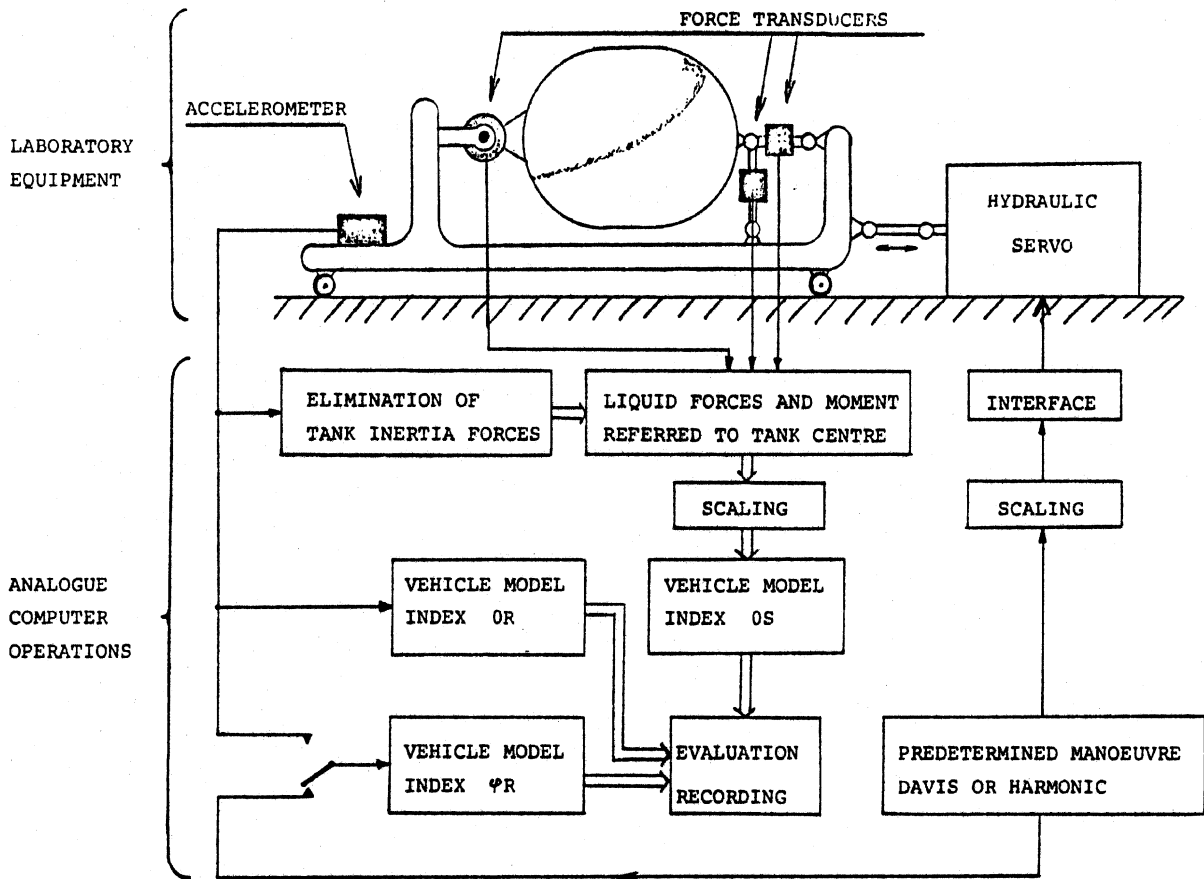 FORCE TRANSDUCERS
ACCELEROMETER
LABORATORY
EQUIPMENT
HYDRAULIC
SERVO
ELIMINATION OF
TANK INERTIA FORCES
LIQUID FORCES AND MOMENT
REFERRED TO TANK CENTRE
INTERFACE
SCALING
SCALING
ANALOGUE
COMPUTER
OPERATIONS
VEHICLE MODEL
INDEX 0R
VEHICLE MODEL
INDEX 0S
VEHICLE MODEL
INDEX φR
EVALUATION
RECORDING
PREDETERMINED MANOEUVRE
DAVIS OR HARMONIC